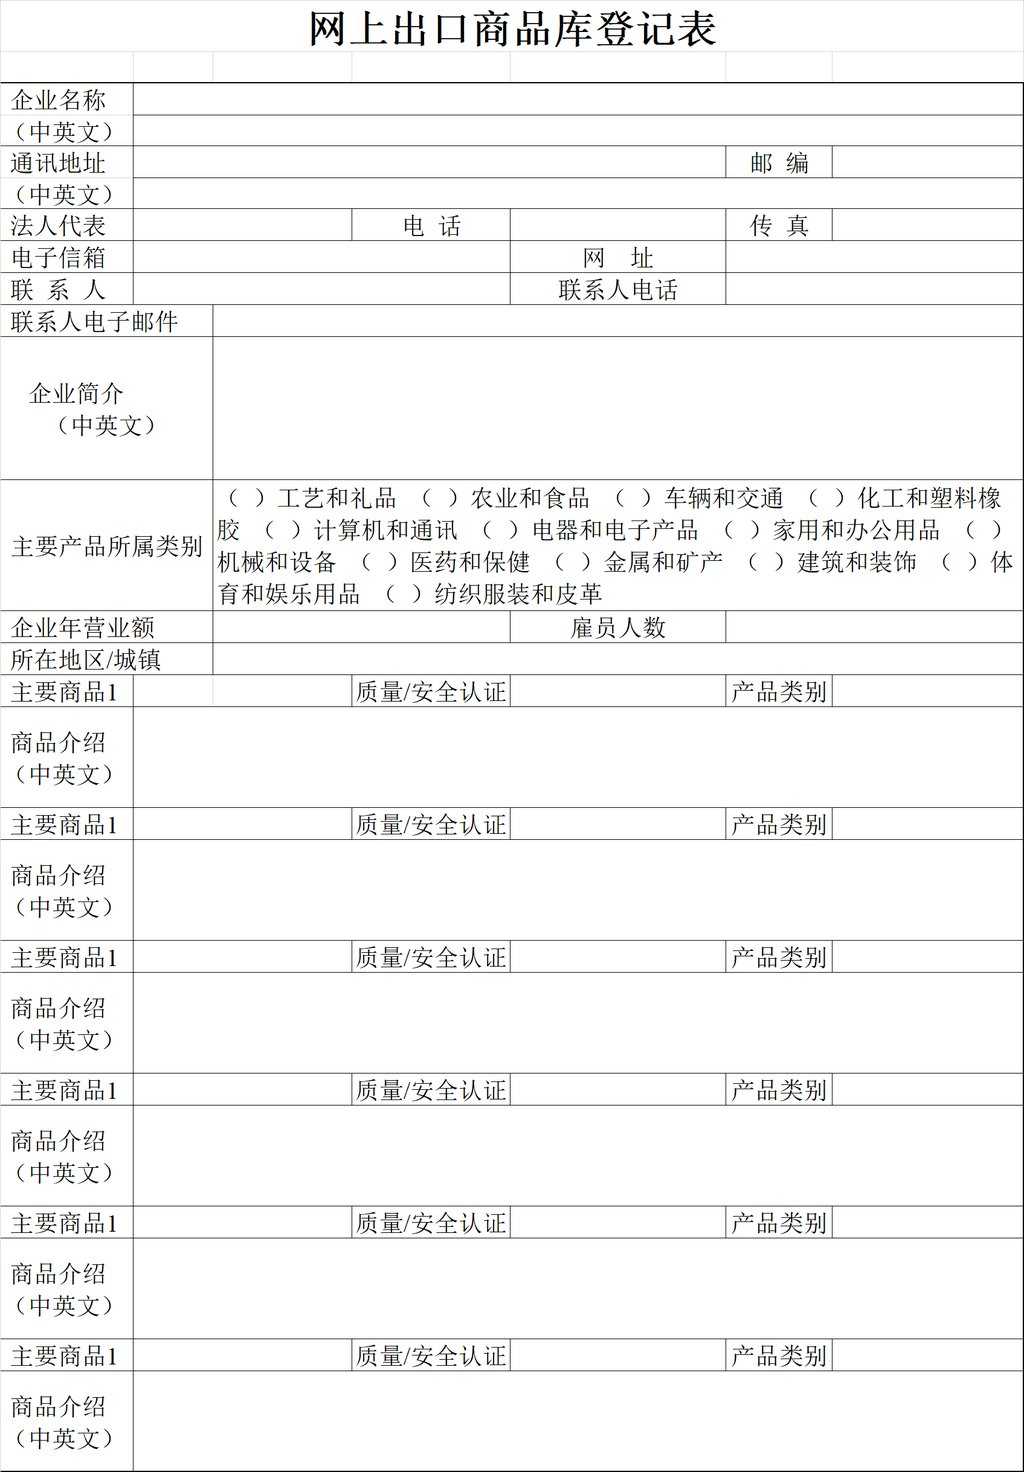 网上出口商品库登记表
企业名称
（中英文）
通讯地址 邮 编
（中英文）
法人代表 电 话 传 真
电子信箱 网 址
联 系 人 联系人电话
联系人电子邮件
企业简介
（中英文）
主要产品所属类别
（ ）工艺和礼品 （ ）农业和食品 （ ）车辆和交通 （ ）化工和塑料橡
胶 （ ）计算机和通讯 （ ）电器和电子产品 （ ）家用和办公用品 （ ）
机械和设备 （ ）医药和保健 （ ）金属和矿产 （ ）建筑和装饰 （ ）体
育和娱乐用品 （ ）纺织服装和皮革
企业年营业额 雇员人数
所在地区/城镇
主要商品1 质量/安全认证 产品类别
商品介绍
（中英文）
主要商品1 质量/安全认证 产品类别
商品介绍
（中英文）
主要商品1 质量/安全认证 产品类别
商品介绍
（中英文）
主要商品1 质量/安全认证 产品类别
商品介绍
（中英文）
主要商品1 质量/安全认证 产品类别
商品介绍
（中英文）
主要商品1 质量/安全认证 产品类别
商品介绍
（中英文）